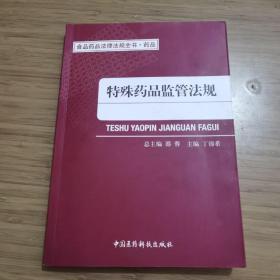 食品药品法律法规全书·药品
特殊药品监管法规
TESHU YAOPIN JIANGUAN FAGUI
总主编 邵蓉 主编 丁锦希
中国医药科技出版社